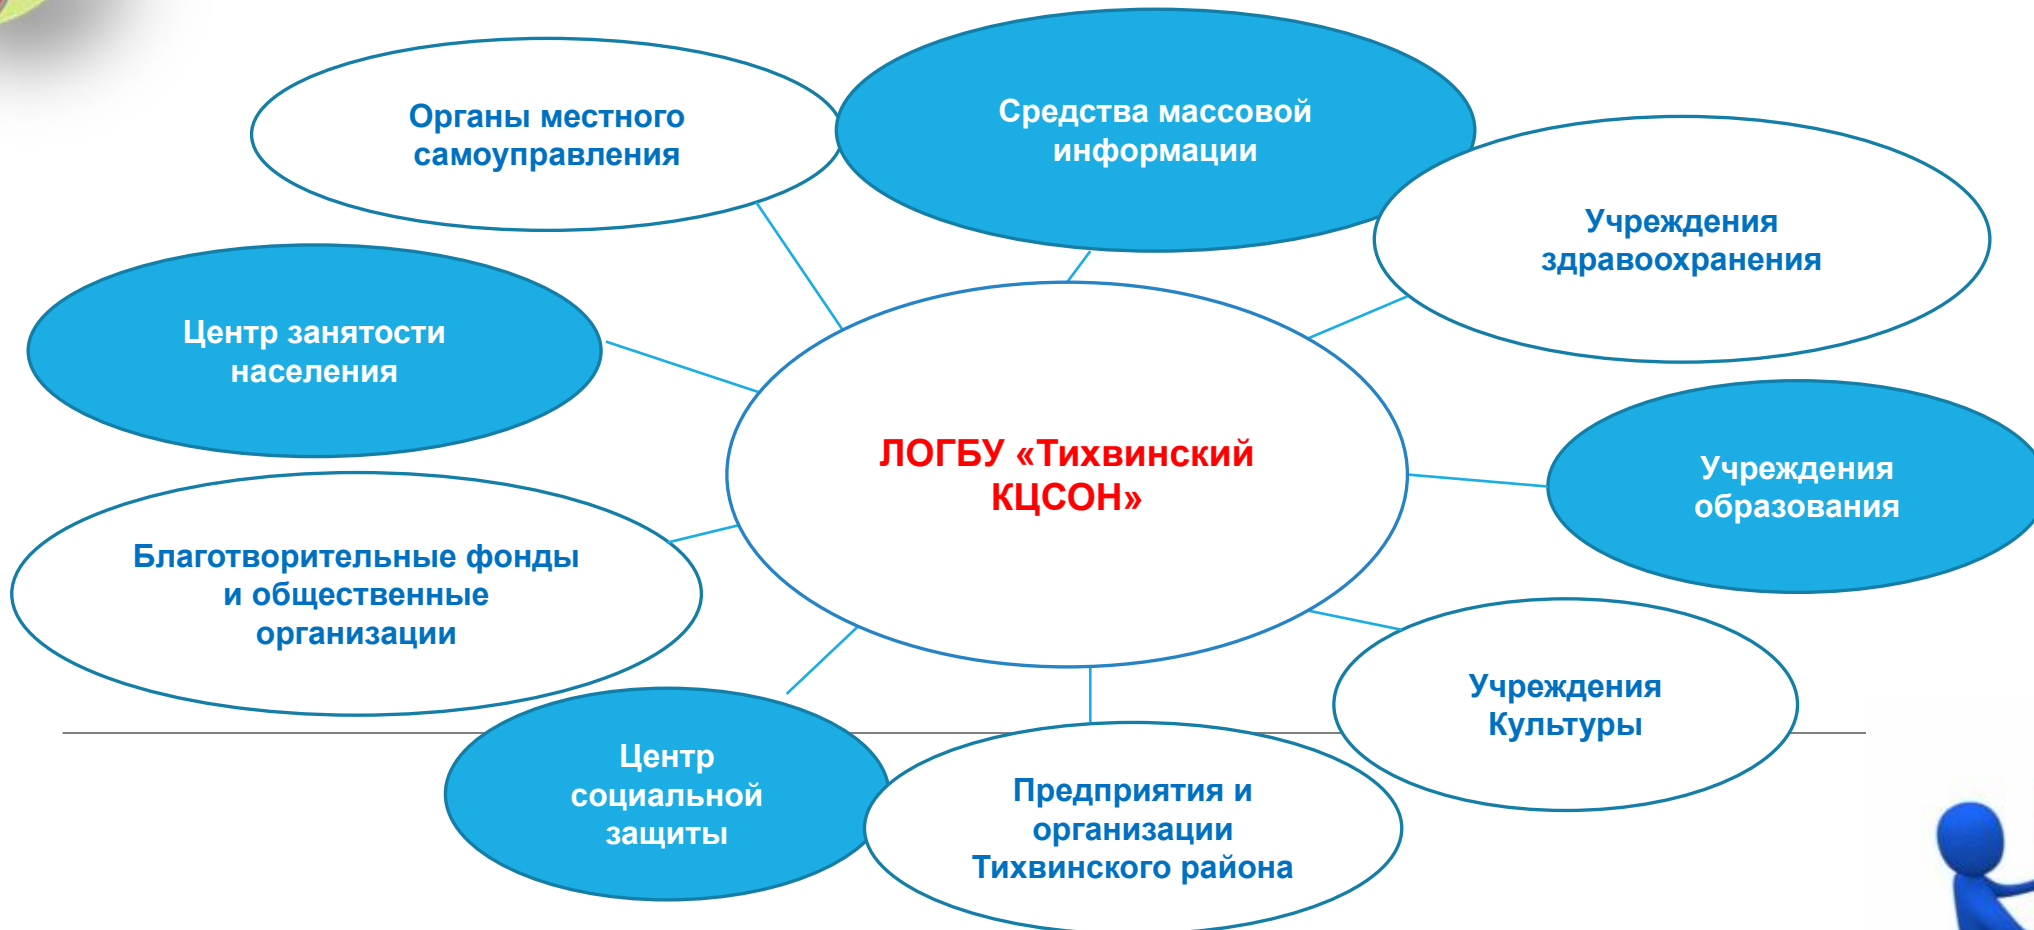 Органы местного
самоуправления
Средства массовой
информации
Учреждения
здравоохранения
Центр занятости
населения
ЛОГБУ «Тихвинский
КЦСОН»
Учреждения
образования
Благотворительные фонды
и общественные
организации
Учреждения
Культуры
Центр
социальной
защиты
Предприятия и
организации
Тихвинского района